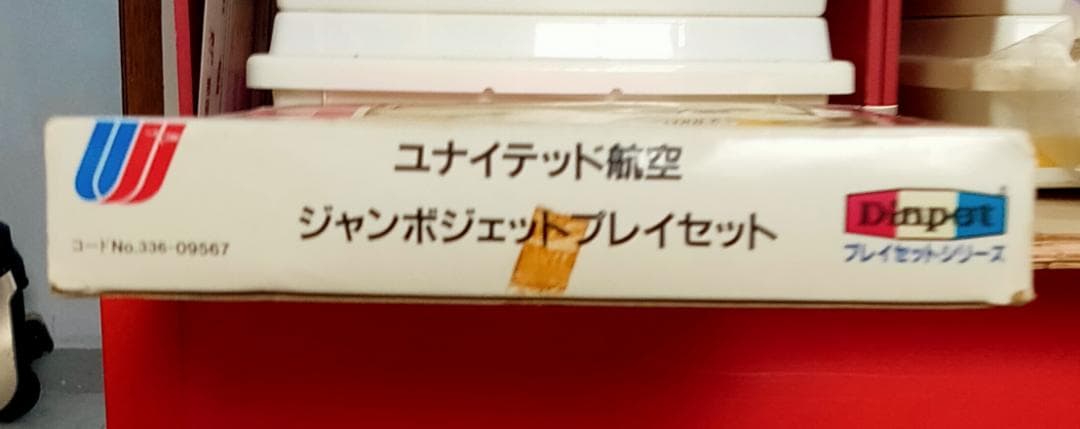 ユナイテッド航空
ジャンボジェットプレイセット
コードNo.336-09567
Dinpet
プレイセットシリーズ